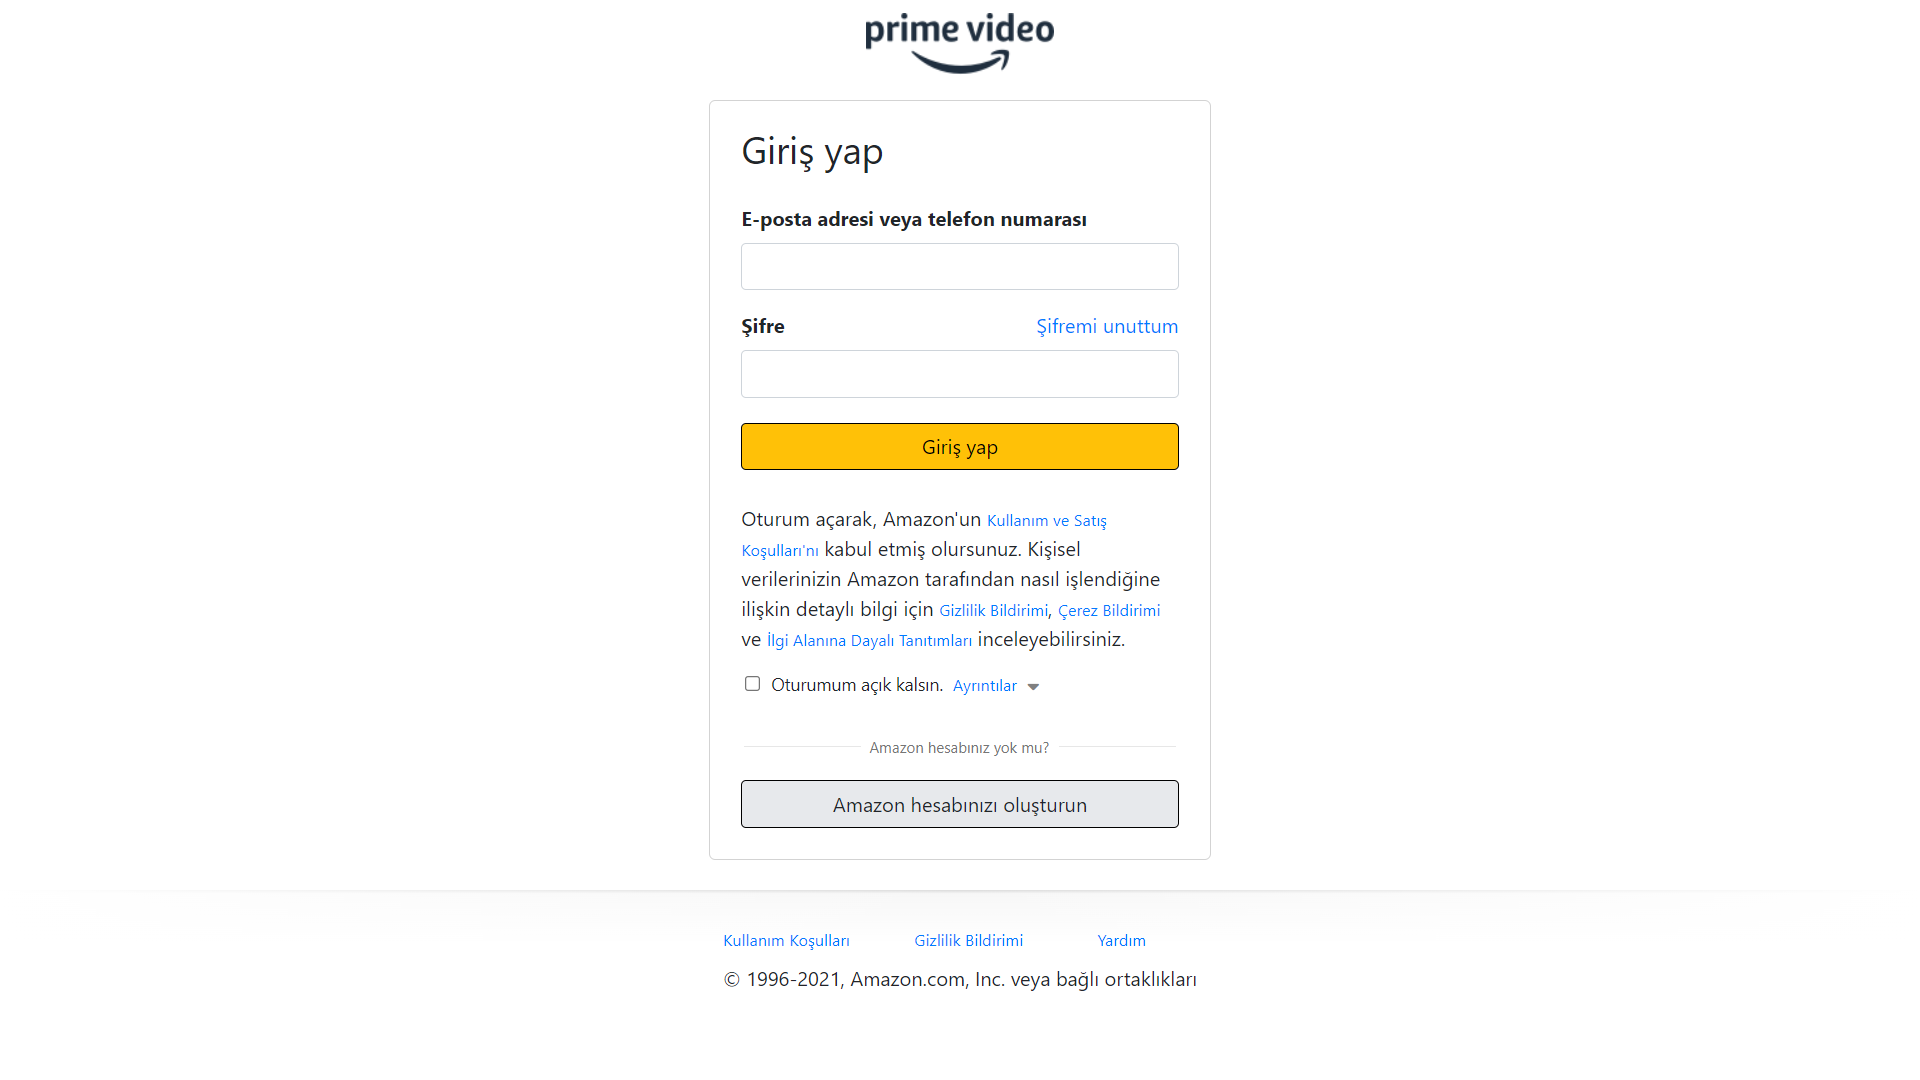 prime video
Giriş yap
E-posta adresi veya telefon numarası
Şifre Şifremi unuttum
Giriş yap
Oturum açarak, Amazon'un Kullanım ve Satış
Koşulları'nı kabul etmiş olursunuz. Kişisel
verilerinizin Amazon tarafından nasıl işlendiğine
ilişkin detaylı bilgi için Gizlilik Bildirimi, Çerez Bildirimi
ve İlgi Alanına Dayalı Tanıtımları inceleyebilirsiniz.
Oturumum açık kalsın. Ayrıntılar
Amazon hesabınız yok mu?
Amazon hesabınızı oluşturun
Kullanım Koşulları Gizlilik Bildirimi Yardım
© 1996-2021, Amazon.com, Inc. veya bağlı ortaklıkları